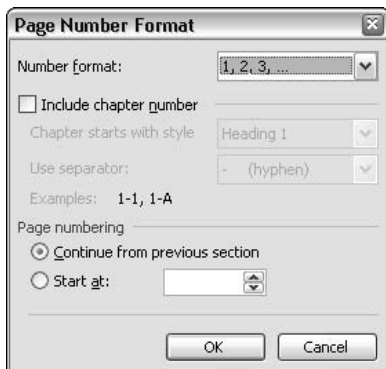 Page Number Format
Number format: 1, 2, 3, ...
Include chapter number
Chapter starts with style Heading 1
Use separator: - (hyphen)
Examples: 1-1, 1-A
Page numbering
Continue from previous section
Start at:
OK Cancel